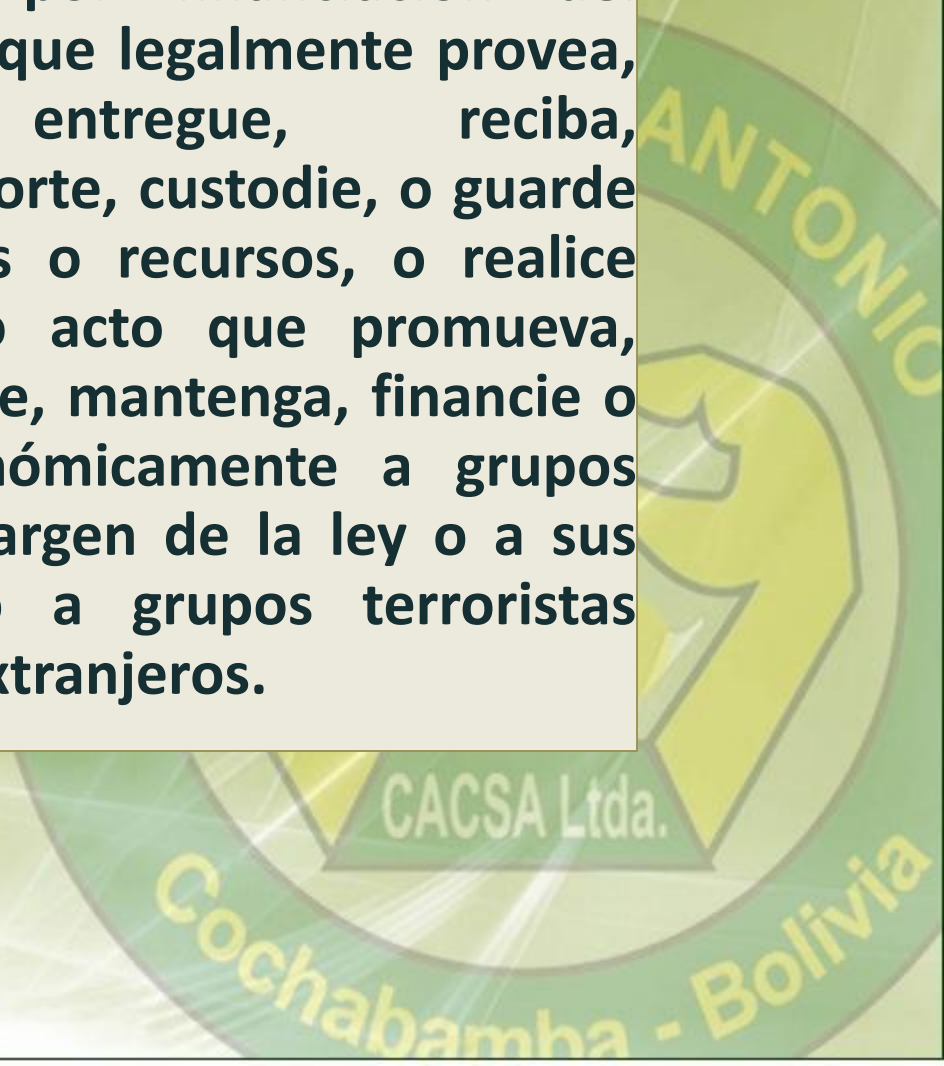 que legalmente provea,
entregue, reciba,
orte, custodie, o guarde
s o recursos, o realice
o acto que promueva,
e, mantenga, financie o
nómicamente a grupos
argen de la ley o a sus
o a grupos terroristas
xtranjeros.
ANTONIO
CACSA Ltda.
Cochabamba - Bolivia